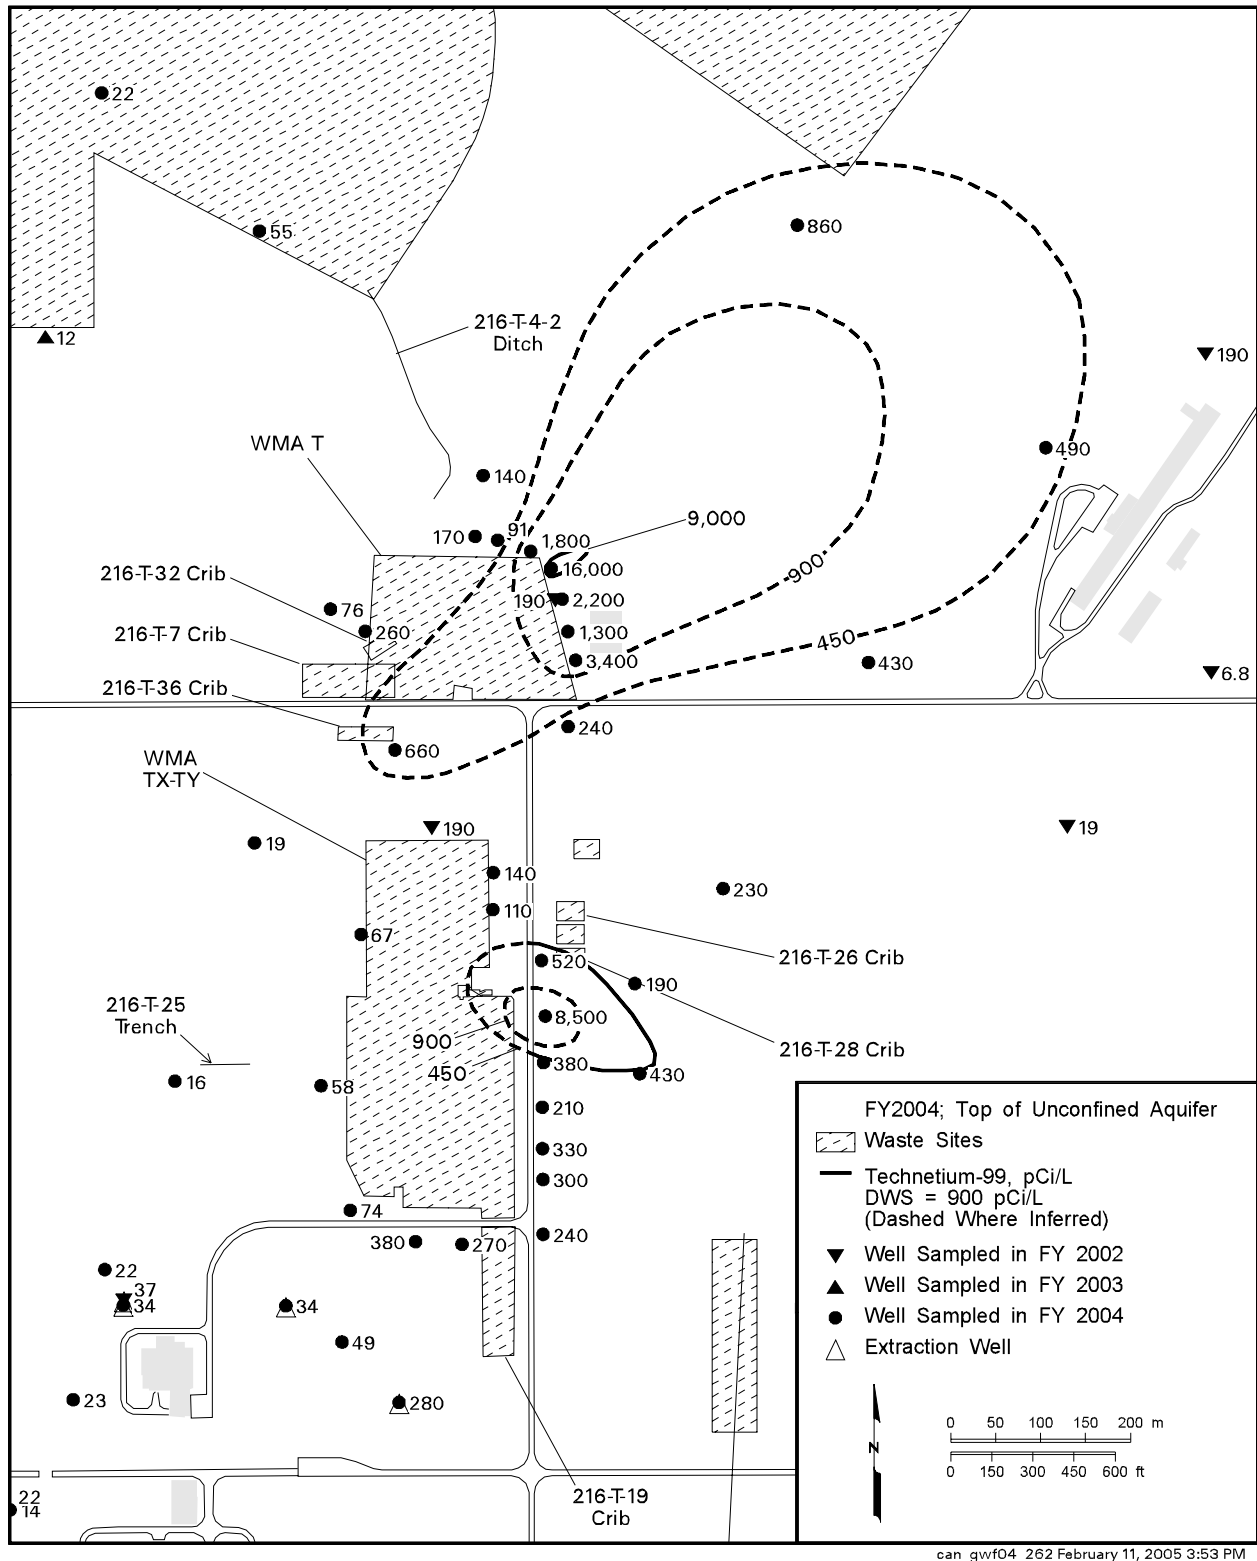 22
55
860
12
216-T-4-2
Ditch
190
WMA T
490
140
9,000
170
91
1,800
216-T-32 Crib
16,000
900
76
190
2,200
216-T-7 Crib
260
1,300
450
3,400
430
6.8
216-T-36 Crib
240
660
WMA
TX-TY
190
19
19
140
230
110
67
216-T-26 Crib
520
190
216-T-25
Trench
8,500
900
216-T-28 Crib
380
450
430
16
58
210
330
300
74
240
380
270
22
37
34
34
49
23
280
22
14
216-T-19
Crib
FY2004; Top of Unconfined Aquifer
Waste Sites
Technetium-99, pCi/L
DWS = 900 pCi/L
(Dashed Where Inferred)
Well Sampled in FY 2002
Well Sampled in FY 2003
Well Sampled in FY 2004
Extraction Well
0 50 100 150 200 m
N
0 150 300 450 600 ft
can_gwf04_262 February 11, 2005 3:53 PM